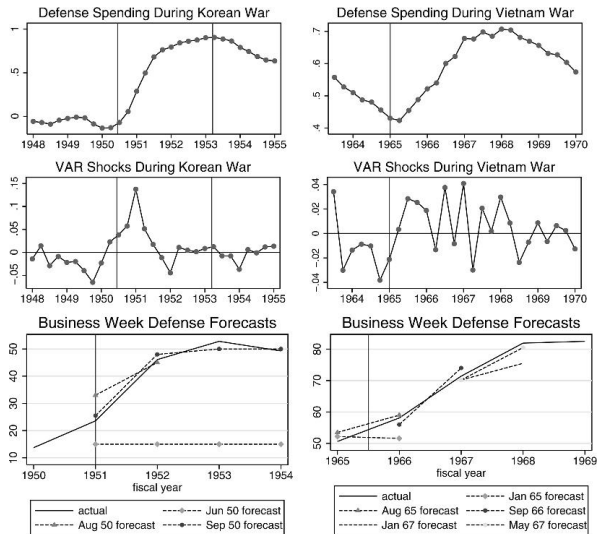 Defense Spending During Korean War
1
.5
0
1948 1949 1950 1951 1952 1953 1954 1955
Defense Spending During Vietnam War
.7
.6
.5
.4
1964 1965 1966 1967 1968 1969 1970
VAR Shocks During Korean War
.15
.1
.05
0
-.05
1948 1949 1950 1951 1952 1953 1954 1955
VAR Shocks During Vietnam War
.04
.02
0
-.02
-.04
1964 1965 1966 1967 1968 1969 1970
Business Week Defense Forecasts
50
40
30
20
10
1950 1951 1952 1953 1954
fiscal year
actual Jun 50 forecast
Aug 50 forecast Sep 50 forecast
Business Week Defense Forecasts
80
70
60
50
1965 1966 1967 1968 1969
fiscal year
actual Jan 65 forecast
Aug 65 forecast Sep 66 forecast
Jan 67 forecast May 67 forecast